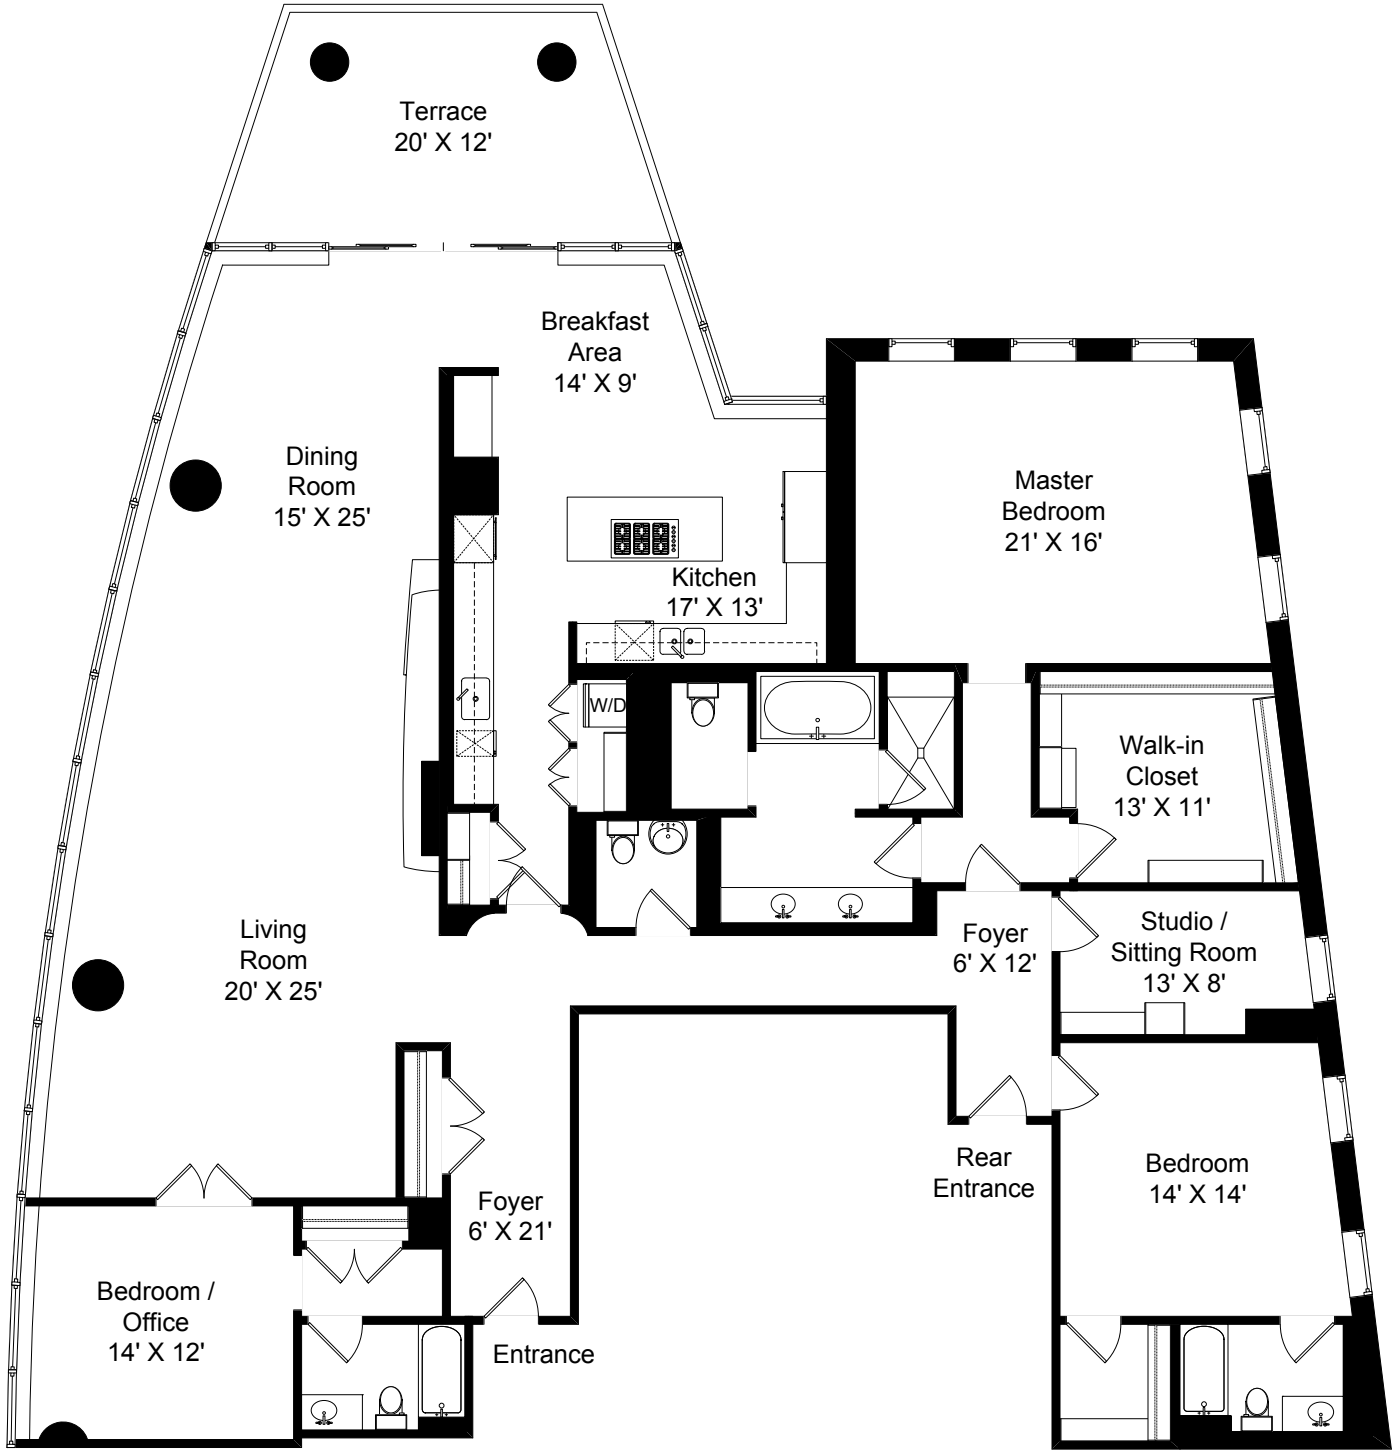 Terrace
20' X 12'
Breakfast
Area
14' X 9'
Dining
Room
15' X 25'
Master
Bedroom
21' X 16'
Kitchen
17' X 13'
W/D
Walk-in
Closet
13' X 11'
Living
Room
20' X 25'
Foyer
6' X 12'
Studio /
Sitting Room
13' X 8'
Rear
Entrance
Bedroom
14' X 14'
Foyer
6' X 21'
Bedroom /
Office
14' X 12'
Entrance